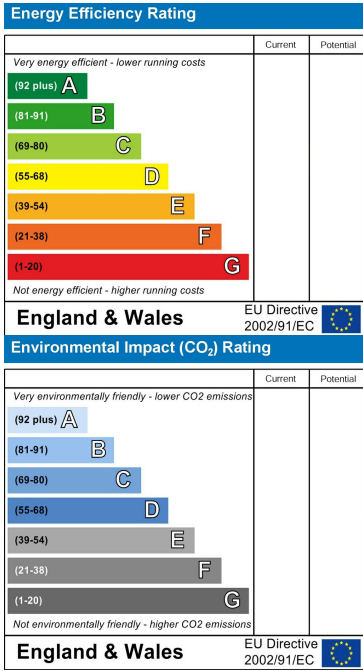 Energy Efficiency Rating
Current Potential
Very energy efficient - lower running costs
(92 plus) A
(81-91) B
(69-80) C
(55-68) D
(39-54) E
(21-38) F
(1-20) G
Not energy efficient - higher running costs
England & Wales
EU Directive
2002/91/EC
Environmental Impact (CO₂) Rating
Current Potential
Very environmentally friendly - lower CO2 emissions
(92 plus) A
(81-91) B
(69-80) C
(55-68) D
(39-54) E
(21-38) F
(1-20) G
Not environmentally friendly - higher CO2 emissions
England & Wales
EU Directive
2002/91/EC